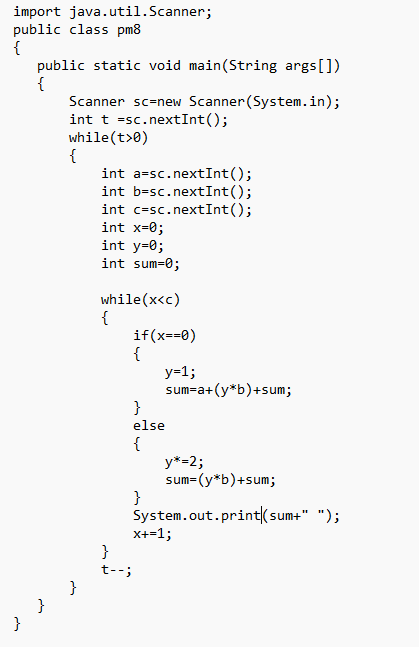 import java.util.Scanner;
public class pm8
{
public static void main(String args[])
{
Scanner sc=new Scanner(System.in);
int t =sc.nextInt();
while(t>0)
{
int a=sc.nextInt();
int b=sc.nextInt();
int c=sc.nextInt();
int x=0;
int y=0;
int sum=0;
while(x<c)
{
if(x==0)
{
y=1;
sum=a+(y*b)+sum;
}
else
{
y*=2;
sum=(y*b)+sum;
}
System.out.print(sum+" ");
x+=1;
}
t--;
}
}
}